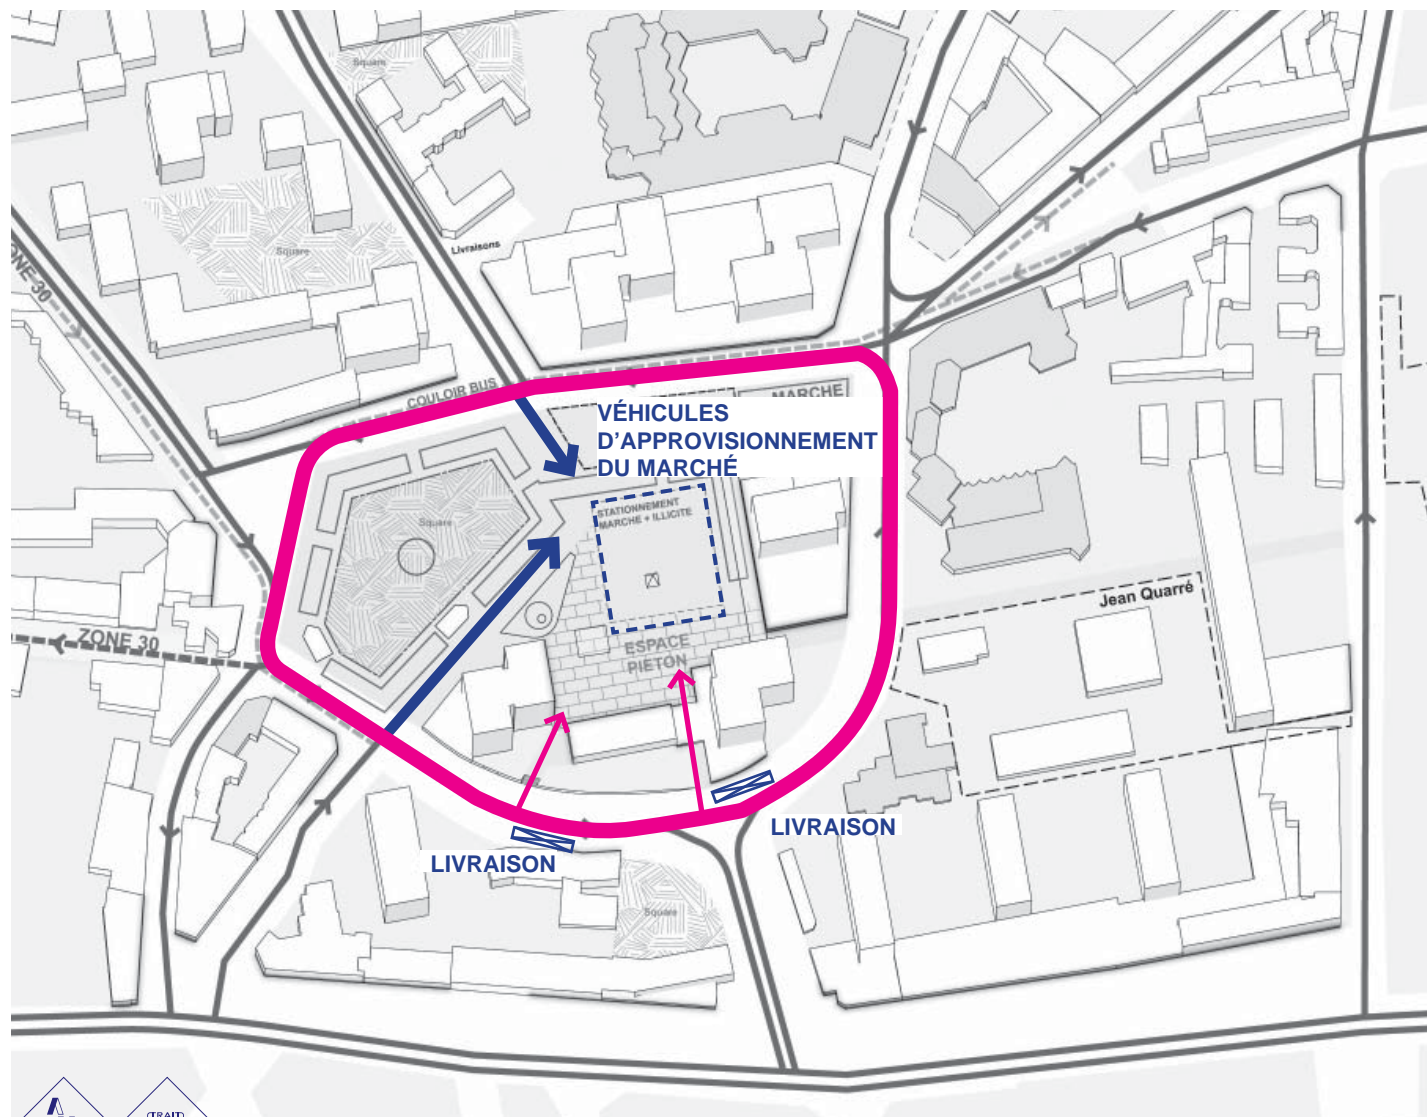 Square
Square
Livraisons
ZONE 30
COULOIR BUS
MARCHE
VÉHICULES
D'APPROVISIONNEMENT
DU MARCHÉ
STATIONNEMENT
MARCHE + ILLICITE
Square
Jean Quarré
ZONE 30
ESPACE
PIETON
LIVRAISON
LIVRAISON
Square
TRAIT